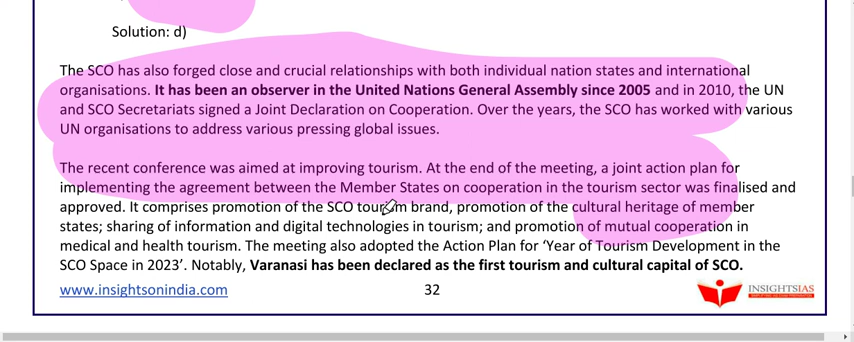 Solution: d)
The SCO has also forged close and crucial relationships with both individual nation states and international
organisations. It has been an observer in the United Nations General Assembly since 2005 and in 2010, the UN
and SCO Secretariats signed a Joint Declaration on Cooperation. Over the years, the SCO has worked with various
UN organisations to address various pressing global issues.
The recent conference was aimed at improving tourism. At the end of the meeting, a joint action plan for
implementing the agreement between the Member States on cooperation in the tourism sector was finalised and
approved. It comprises promotion of the SCO tourism brand, promotion of the cultural heritage of member
states; sharing of information and digital technologies in tourism; and promotion of mutual cooperation in
medical and health tourism. The meeting also adopted the Action Plan for ‘Year of Tourism Development in the
SCO Space in 2023’. Notably, Varanasi has been declared as the first tourism and cultural capital of SCO.
www.insightsonindia.com 32 INSIGHTSIAS